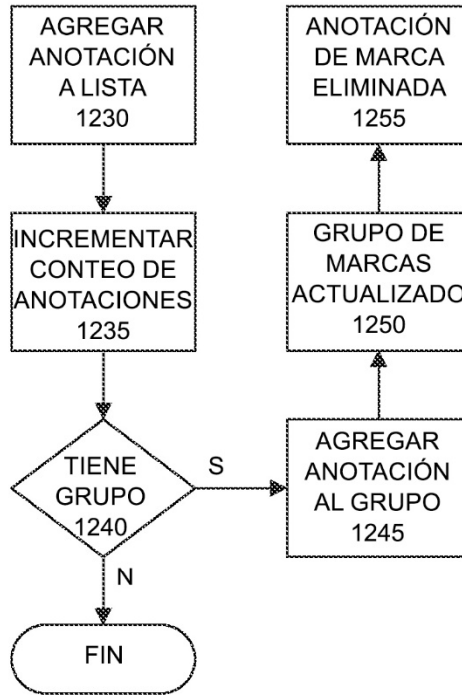 AGREGAR
ANOTACIÓN
A LISTA
1230
INCREMENTAR
CONTEO DE
ANOTACIONES
1235
TIENE
GRUPO
1240
S
N
FIN
AGREGAR
ANOTACIÓN
AL GRUPO
1245
GRUPO DE
MARCAS
ACTUALIZADO
1250
ANOTACIÓN
DE MARCA
ELIMINADA
1255